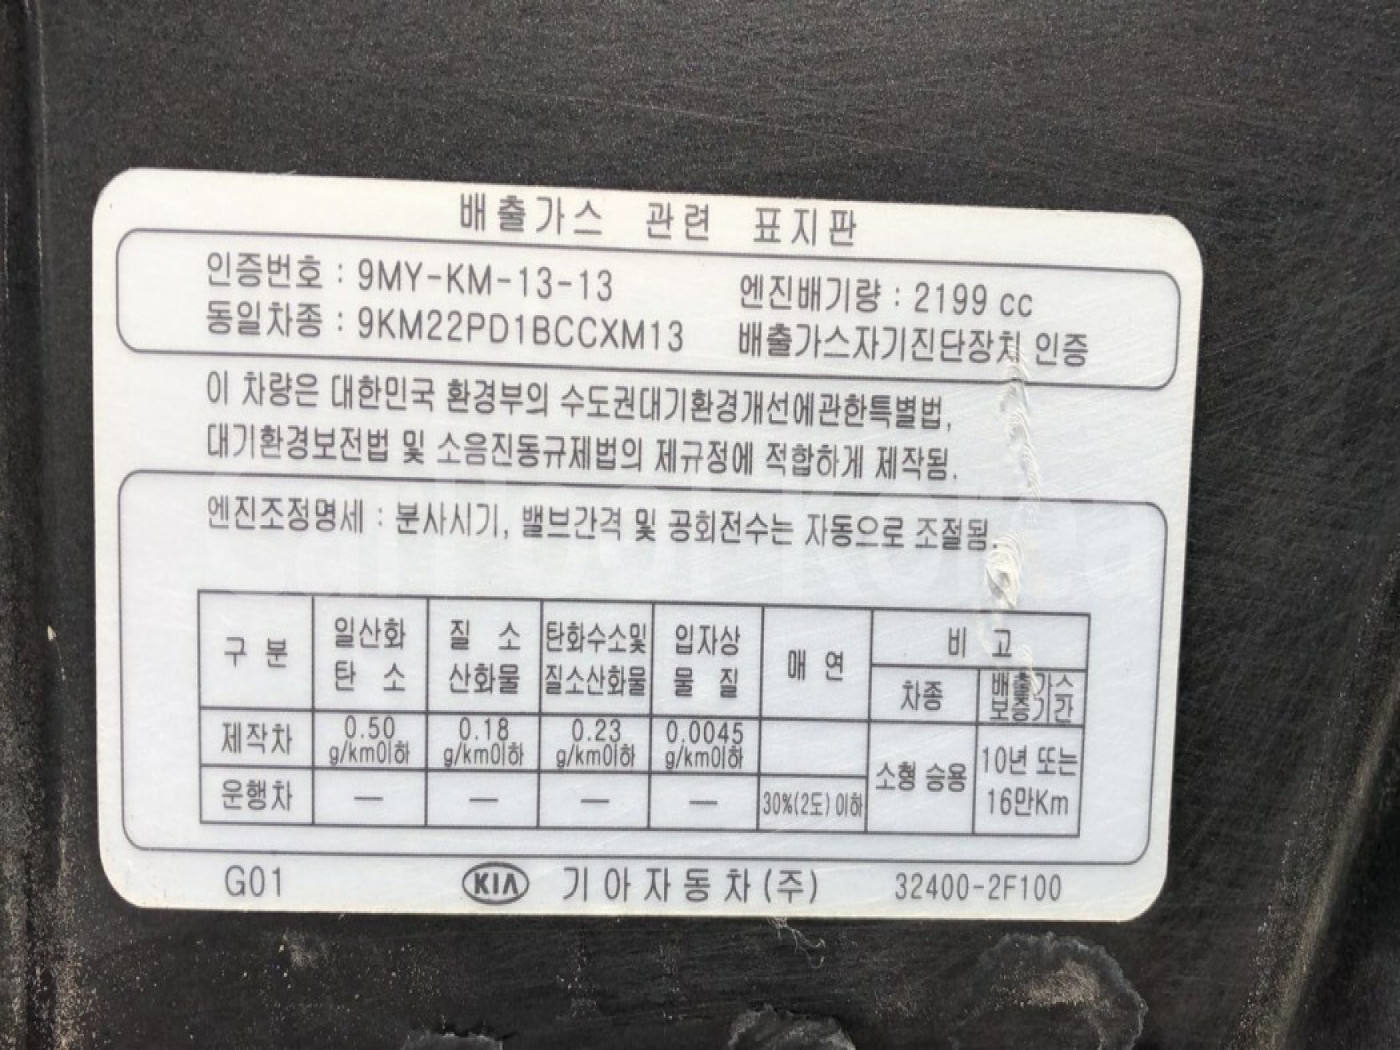 배출가스 관련 표지판
인증번호 : 9MY-KM-13-13 엔진배기량 : 2199 cc
동일차종 : 9KM22PD1BCCXM13 배출가스자기진단장치 인증
이 차량은 대한민국 환경부의 수도권대기환경개선에관한특별법,
대기환경보전법 및 소음진동규제법의 제규정에 적합하게 제작됨.
엔진조정명세 : 분사시기, 밸브간격 및 공회전수는 자동으로 조절됨.
구 분 일산화 탄 소 질 소 산화물 탄화수소및 질소산화물 입자상 물 질 매 연 비 고
차종 배출가스 보증기간
제작차 0.50 g/km이하 0.18 g/km이하 0.23 g/km이하 0.0045 g/km이하 소형 승용 10년 또는 16만Km
운행차 — — — — 30%(2도) 이하
G01 KIA 기아자동차(주) 32400-2F100